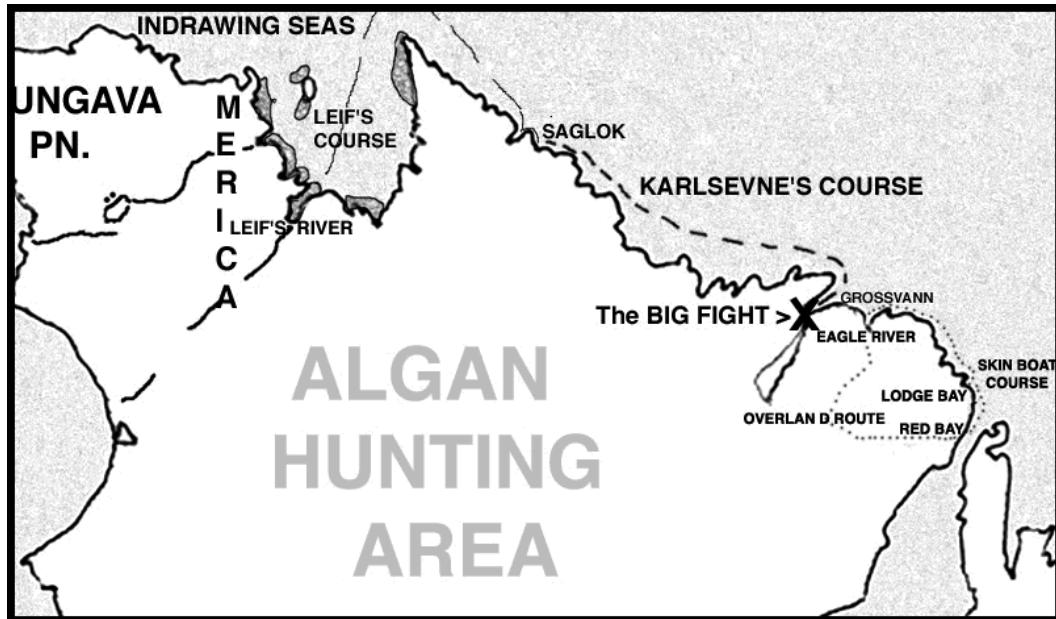 INDRAWING SEAS
UNGAVA
PN.
M
E
R
I
C
A
LEIF'S
COURSE
SAGLOK
KARLSEVNE'S COURSE
LEIF'S RIVER
GROSSVANN
The BIG FIGHT >X
EAGLE RIVER
SKIN BOAT
COURSE
LODGE BAY
OVERLAN D ROUTE
RED BAY
ALGAN
HUNTING
AREA